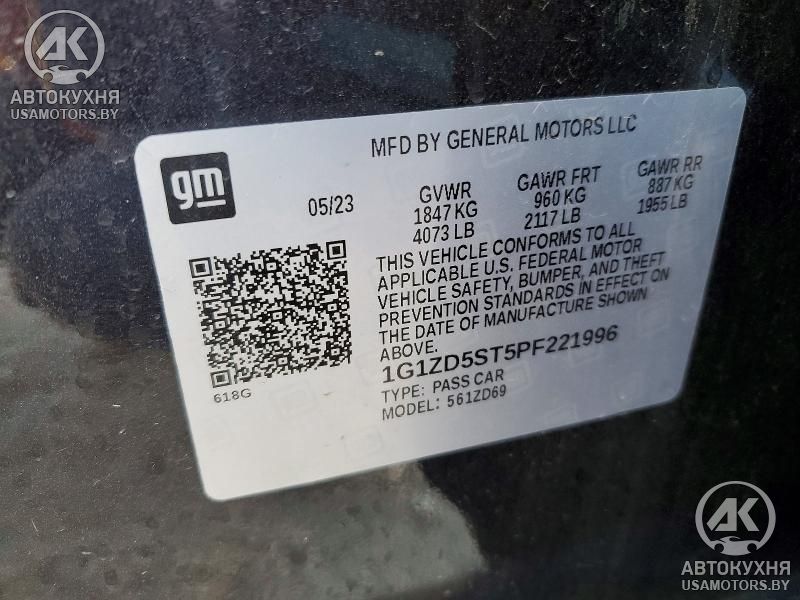 AK
АВТОКУХНЯ
USAMOTORS.BY
MFD BY GENERAL MOTORS LLC
gm
05/23
GVWR
1847 KG
4073 LB
GAWR FRT
960 KG
2117 LB
GAWR RR
887 KG
1955 LB
THIS VEHICLE CONFORMS TO ALL
APPLICABLE U.S. FEDERAL MOTOR
VEHICLE SAFETY, BUMPER, AND THEFT
PREVENTION STANDARDS IN EFFECT ON
THE DATE OF MANUFACTURE SHOWN
ABOVE.
1G1ZD5ST5PF221996
TYPE: PASS CAR
MODEL: 561ZD69
618G
AK
АВТОКУХНЯ
USAMOTORS.BY